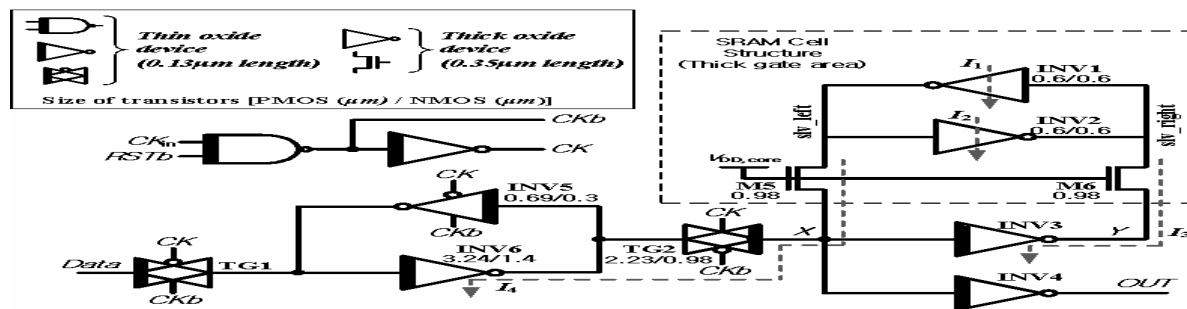 Thin oxide
device
(0.13µm length)
Thick oxide
device
(0.35µm length)
Size of transistors [PMOS (µm) / NMOS (µm)]
SRAM Cell
Structure
(Thick gate area)
I1
INV1
0.6/0.6
I2
INV2
0.6/0.6
slv_left
slv_right
VDD,core
M5
0.98
M6
0.98
CKin
RSTb
CKb
CK
CK
INV5
0.69/0.3
CKb
INV6
3.24/1.4
I4
Data
CK
TG1
CKb
CK
TG2
2.23/0.98
CKb
X
INV3
Y
I3
INV4
OUT